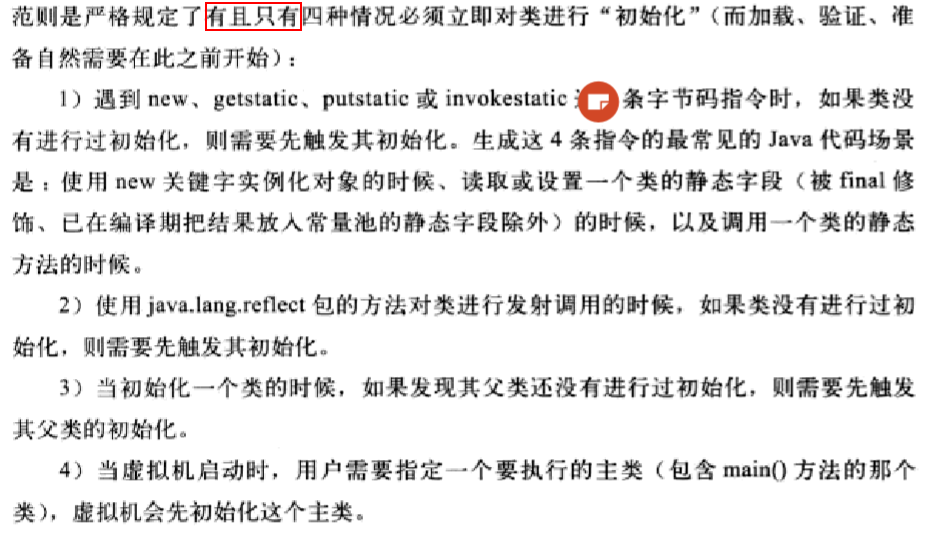 范则是严格规定了有且只有四种情况必须立即对类进行“初始化”（而加载、验证、准
备自然需要在此之前开始）：
1）遇到 new、getstatic、putstatic 或 invokestatic 条字节码指令时，如果类没
有进行过初始化，则需要先触发其初始化。生成这 4 条指令的最常见的 Java 代码场景
是：使用 new 关键字实例化对象的时候、读取或设置一个类的静态字段（被 final 修
饰、已在编译期把结果放入常量池的静态字段除外）的时候，以及调用一个类的静态
方法的时候。
2）使用 java.lang.reflect 包的方法对类进行发射调用的时候，如果类没有进行过初
始化，则需要先触发其初始化。
3）当初始化一个类的时候，如果发现其父类还没有进行过初始化，则需要先触发
其父类的初始化。
4）当虚拟机启动时，用户需要指定一个要执行的主类（包含 main() 方法的那个
类），虚拟机会先初始化这个主类。